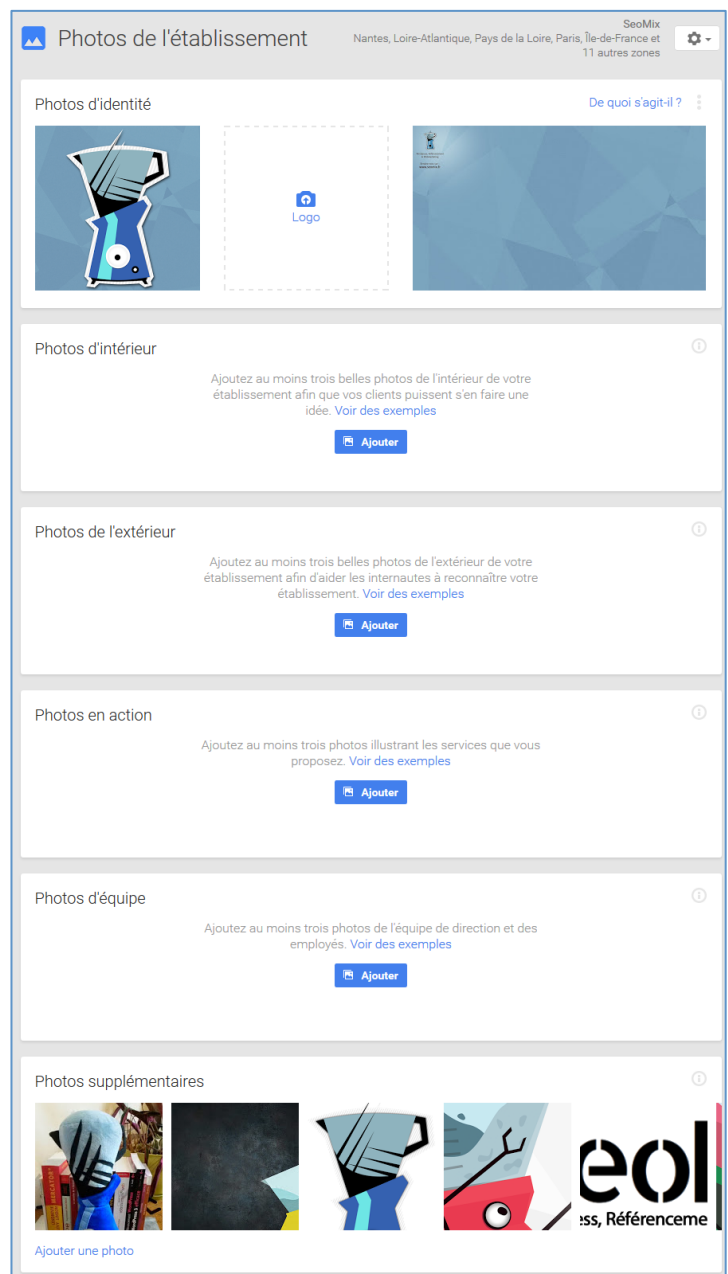 Photos de l'établissement
SeoMix
Nantes, Loire-Atlantique, Pays de la Loire, Paris, Île-de-France et
11 autres zones
Photos d'identité
De quoi s'agit-il ?
Logo
Photos d'intérieur
Ajoutez au moins trois belles photos de l'intérieur de votre
établissement afin que vos clients puissent s'en faire une
idée. Voir des exemples
Ajouter
Photos de l'extérieur
Ajoutez au moins trois belles photos de l'extérieur de votre
établissement afin d'aider les internautes à reconnaître votre
établissement. Voir des exemples
Ajouter
Photos en action
Ajoutez au moins trois photos illustrant les services que vous
proposez. Voir des exemples
Ajouter
Photos d'équipe
Ajoutez au moins trois photos de l'équipe de direction et des
employés. Voir des exemples
Ajouter
Photos supplémentaires
MERCATOR
eol
ess, Référenceme
Ajouter une photo